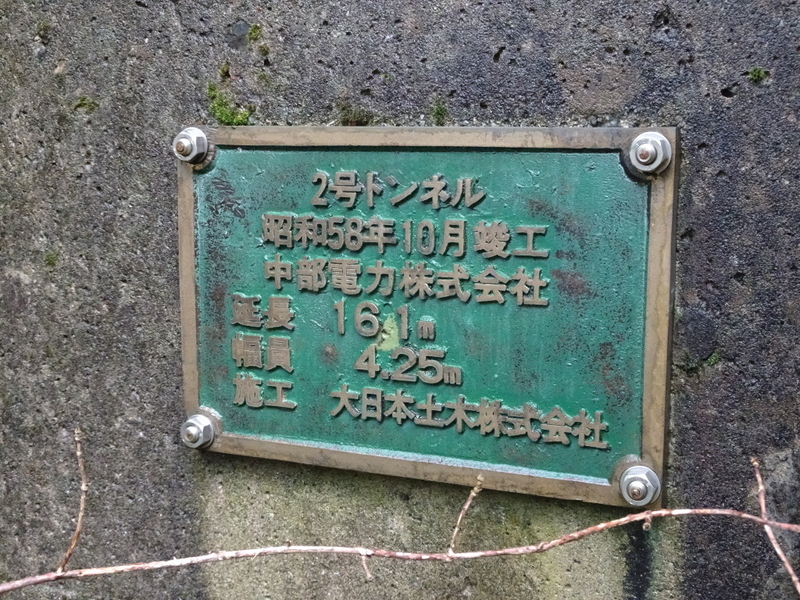 2号トンネル
昭和58年10月竣工
中部電力株式会社
延長 16.1m
幅員 4.25m
施工 大日本土木株式会社